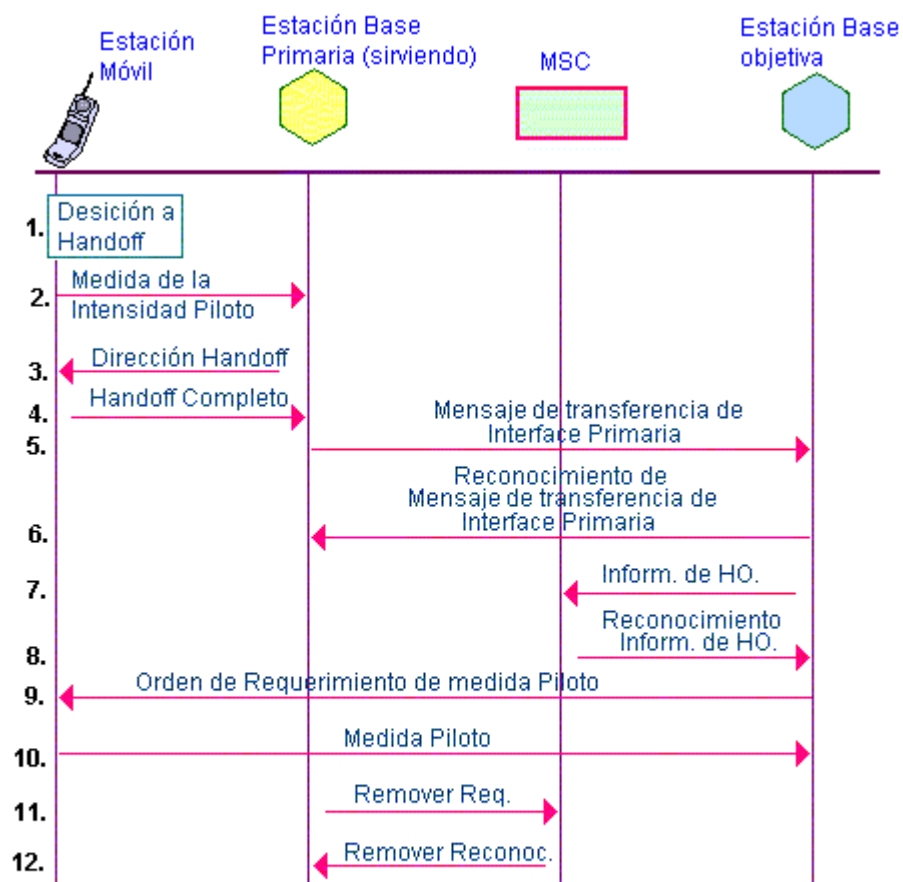 Estación
Móvil
Estación Base
Primaria (sirviendo)
MSC
Estación Base
objetiva
1.
Desición a
Handoff
2.
Medida de la
Intensidad Piloto
3.
Dirección Handoff
4.
Handoff Completo
5.
Mensaje de transferencia de
Interface Primaria
6.
Reconocimiento de
Mensaje de transferencia de
Interface Primaria
7.
Inform. de HO.
8.
Reconocimiento
Inform. de HO.
9.
Orden de Requerimiento de medida Piloto
10.
Medida Piloto
11.
Remover Req.
12.
Remover Reconoc.